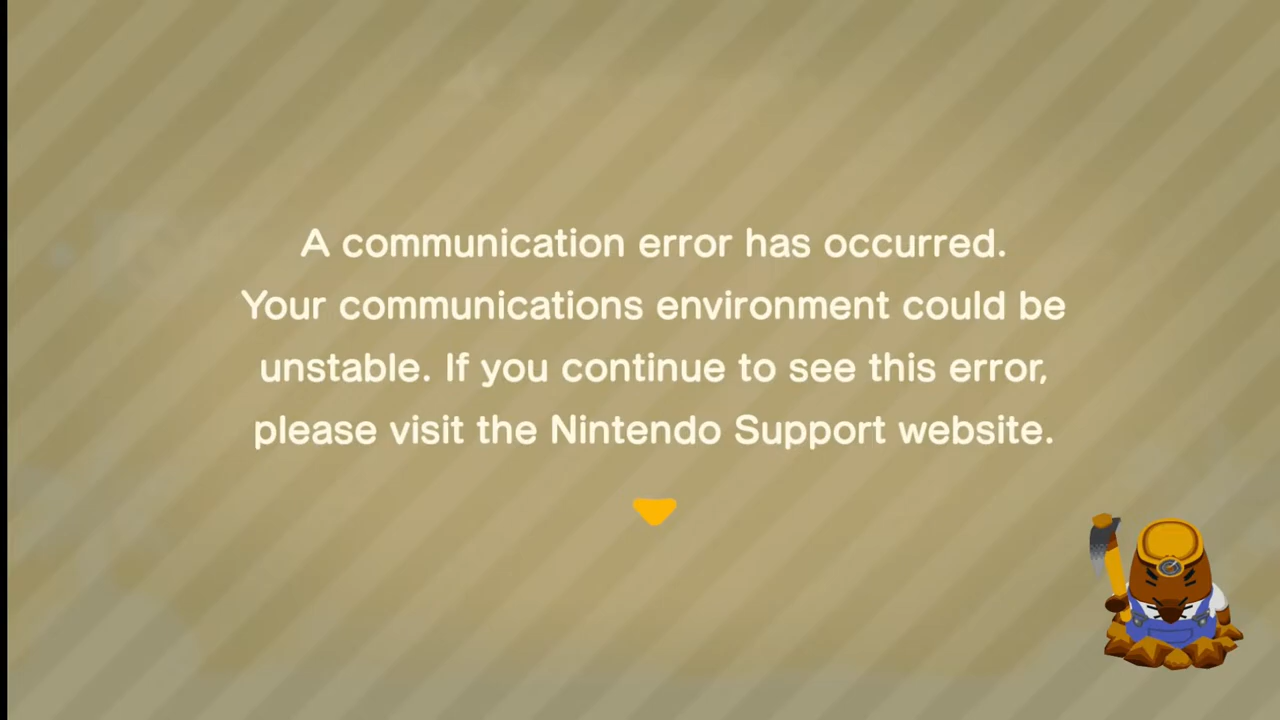 A communication error has occurred.
Your communications environment could be
unstable. If you continue to see this error,
please visit the Nintendo Support website.